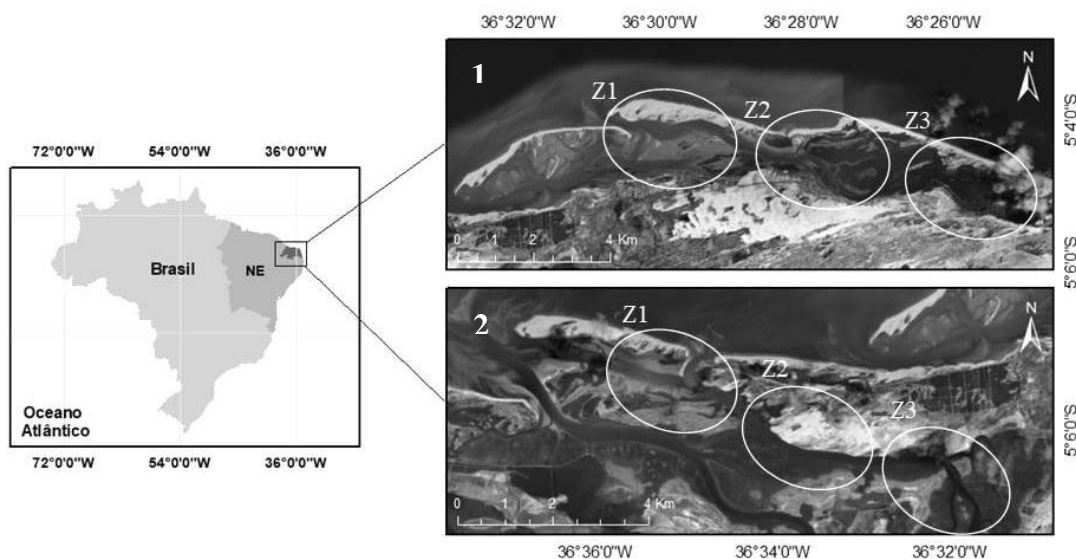 72°0'0"W 54°0'0"W 36°0'0"W
Brasil
NE
Oceano
Atlântico
72°0'0"W 54°0'0"W 36°0'0"W
36°32'0"W 36°30'0"W 36°28'0"W 36°26'0"W
1
Z1
Z2
Z3
N
0 1 2 4 Km
5°4'0"S
5°6'0"S
2
Z1
Z2
Z3
N
0 1 2 4 Km
5°6'0"S
36°36'0"W 36°34'0"W 36°32'0"W